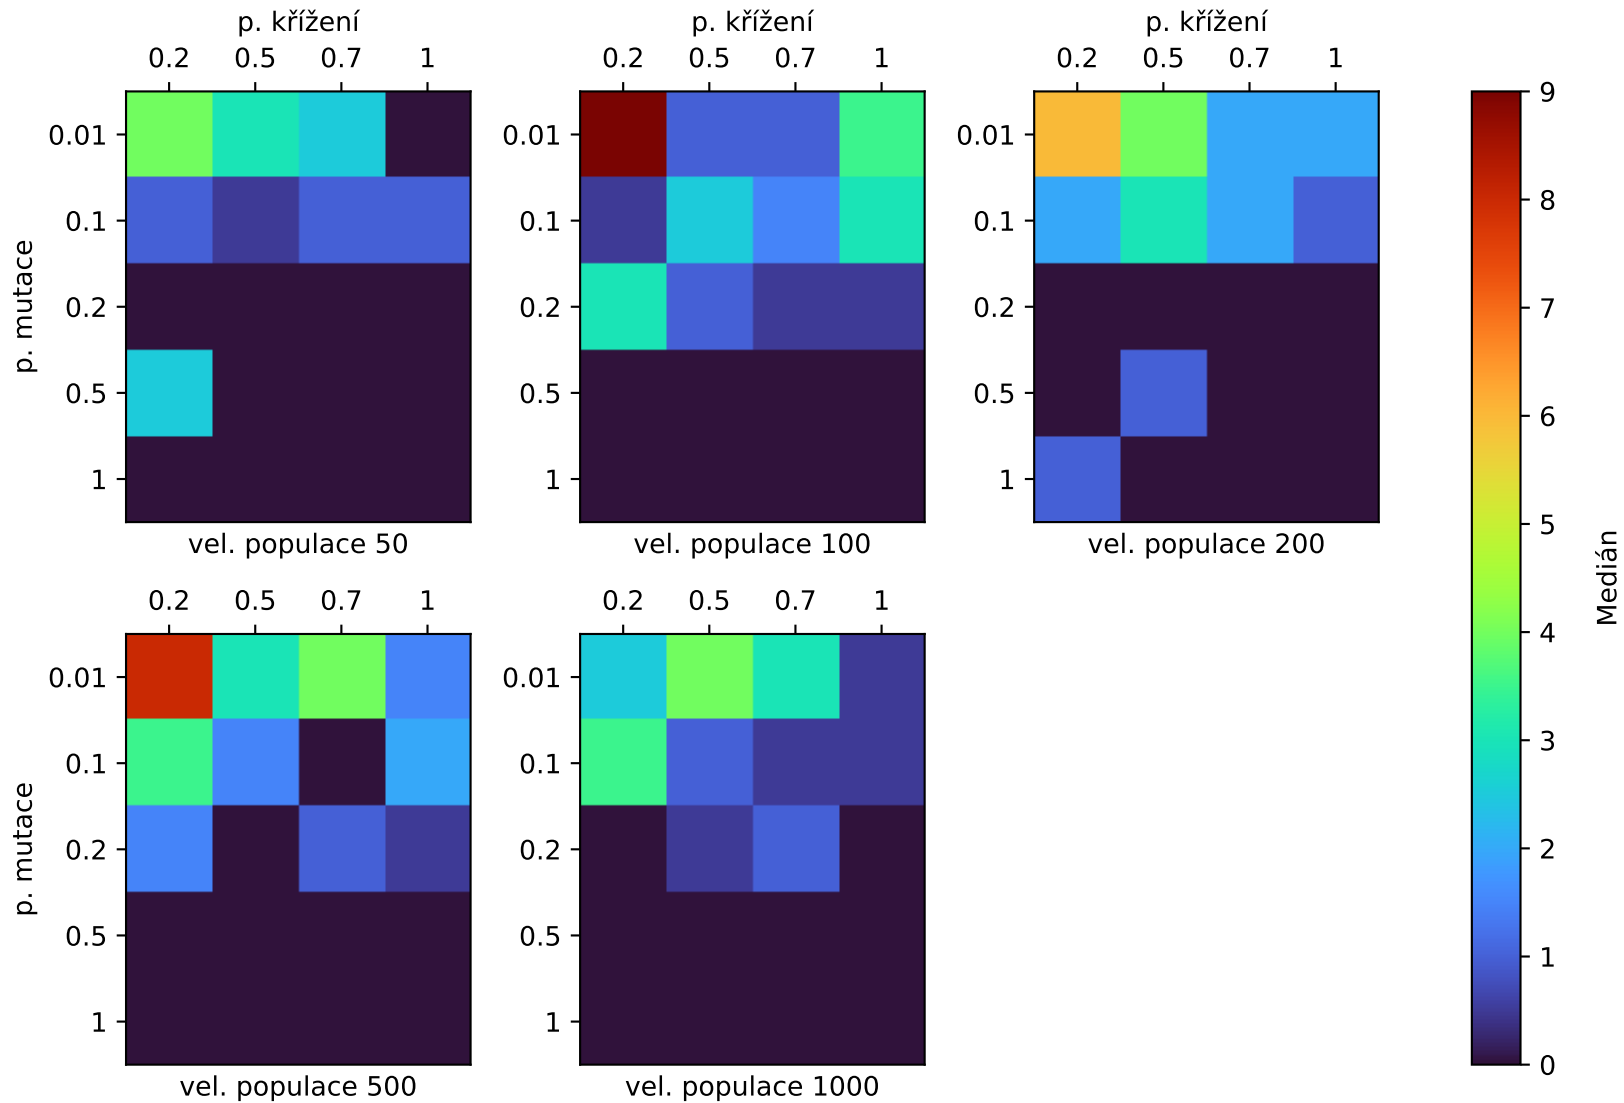 p. křížení
p. křížení
p. křížení
0.2 0.5 0.7 1
0.2 0.5 0.7 1
0.2 0.5 0.7 1
p. mutace
0.01
0.1
0.2
0.5
1
0.01
0.1
0.2
0.5
1
0.01
0.1
0.2
0.5
1
vel. populace 50
vel. populace 100
vel. populace 200
0.2 0.5 0.7 1
0.2 0.5 0.7 1
p. mutace
0.01
0.1
0.2
0.5
1
0.01
0.1
0.2
0.5
1
vel. populace 500
vel. populace 1000
9
8
7
6
5
4
3
2
1
0
Medián